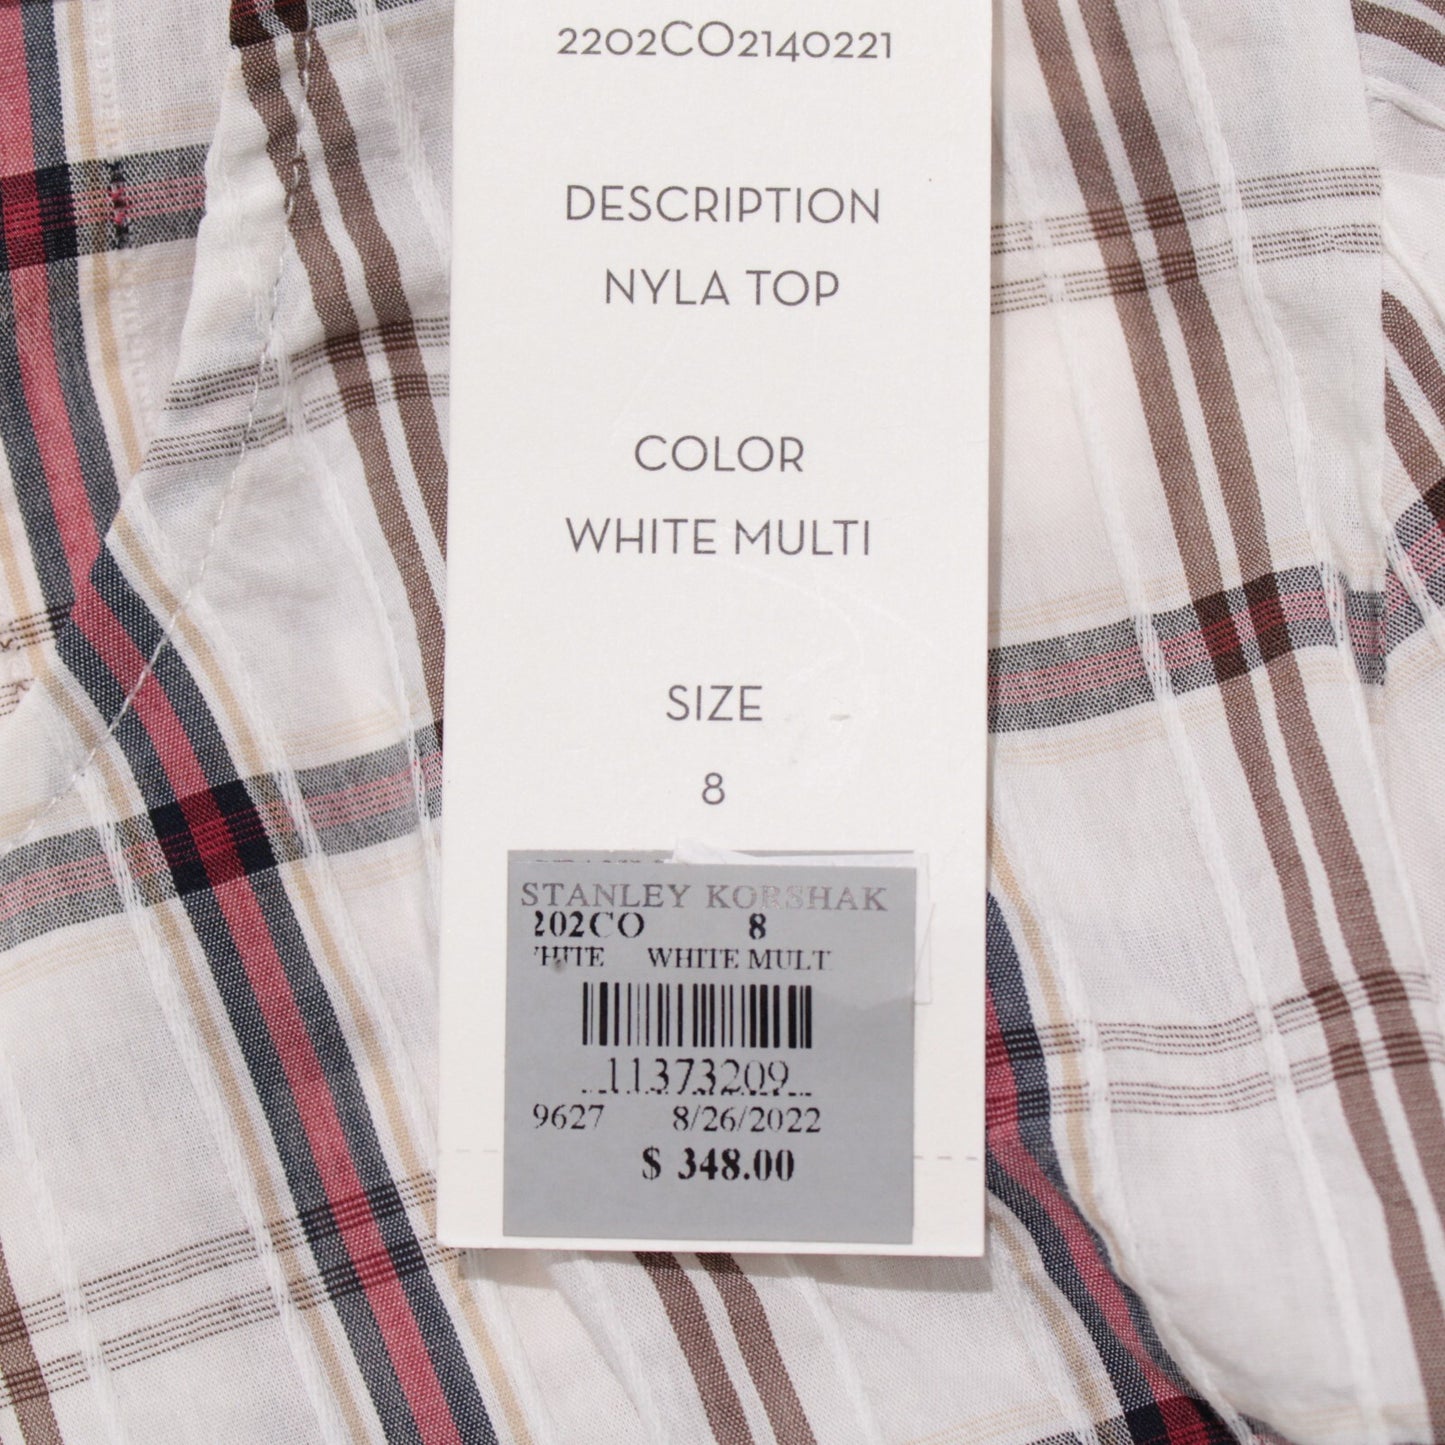 2202CO2140221
DESCRIPTION
NYLA TOP
COLOR
WHITE MULTI
SIZE
8
STANLEY KORSHAK
202CO 8
HITE WHITE MULT
11373209
9627 8/26/2022
$ 348.00